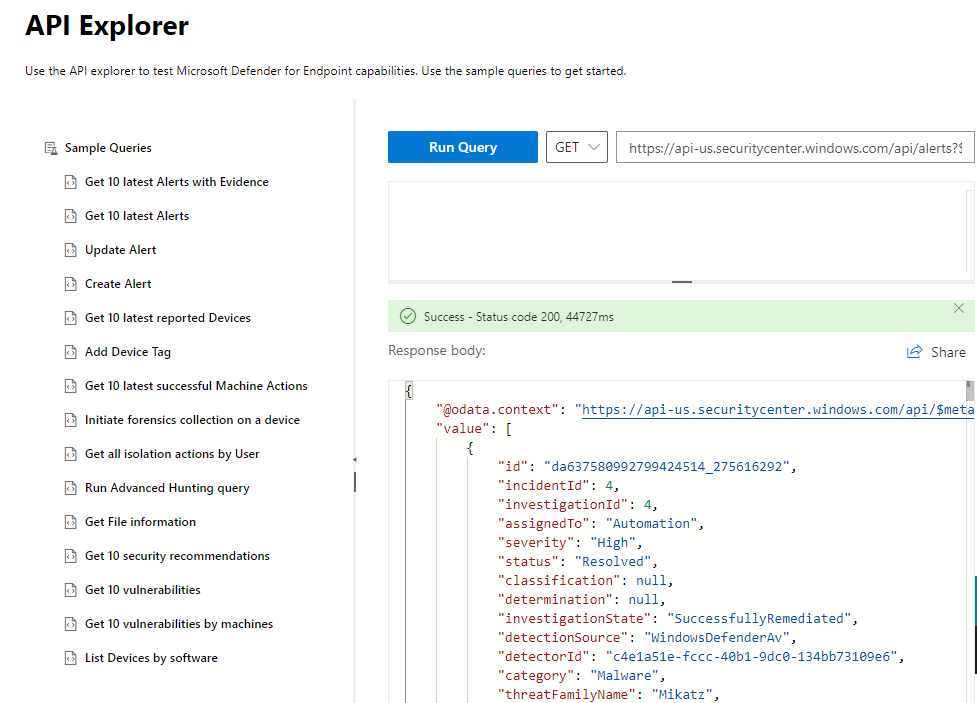 API Explorer
Use the API explorer to test Microsoft Defender for Endpoint capabilities. Use the sample queries to get started.
Sample Queries
Get 10 latest Alerts with Evidence
Get 10 latest Alerts
Update Alert
Create Alert
Get 10 latest reported Devices
Add Device Tag
Get 10 latest successful Machine Actions
Initiate forensics collection on a device
Get all isolation actions by User
Run Advanced Hunting query
Get File information
Get 10 security recommendations
Get 10 vulnerabilities
Get 10 vulnerabilities by machines
List Devices by software
Run Query
GET
https://api-us.securitycenter.windows.com/api/alerts?$
Success - Status code 200, 44727ms
Response body:
Share
{
"@odata.context": "https://api-us.securitycenter.windows.com/api/$meta
"value": [
{
"id": "da637580992799424514_275616292",
"incidentId": 4,
"investigationId": 4,
"assignedTo": "Automation",
"severity": "High",
"status": "Resolved",
"classification": null,
"determination": null,
"investigationState": "SuccessfullyRemediated",
"detectionSource": "WindowsDefenderAv",
"detectorId": "c4e1a51e-fccc-40b1-9dc0-134bb73109e6",
"category": "Malware",
"threatFamilyName": "Mikatz",